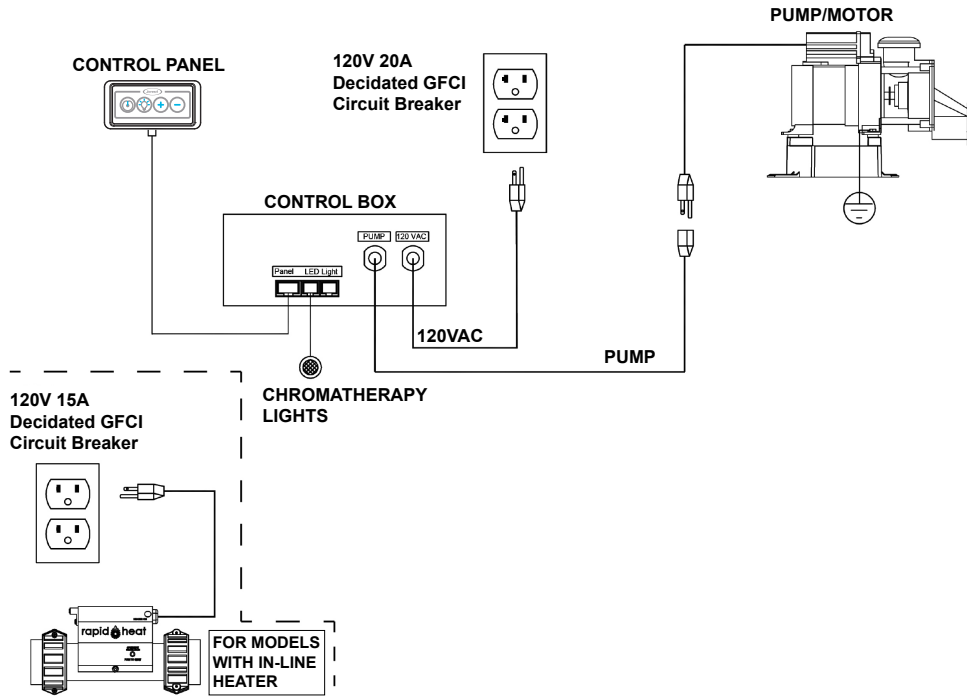 PUMP/MOTOR
CONTROL PANEL
120V 20A
Decidated GFCI
Circuit Breaker
CONTROL BOX
PUMP
120 VAC
Panel
LED Light
120VAC
PUMP
CHROMATHERAPY
LIGHTS
120V 15A
Decidated GFCI
Circuit Breaker
rapid heat
FOR MODELS
WITH IN-LINE
HEATER